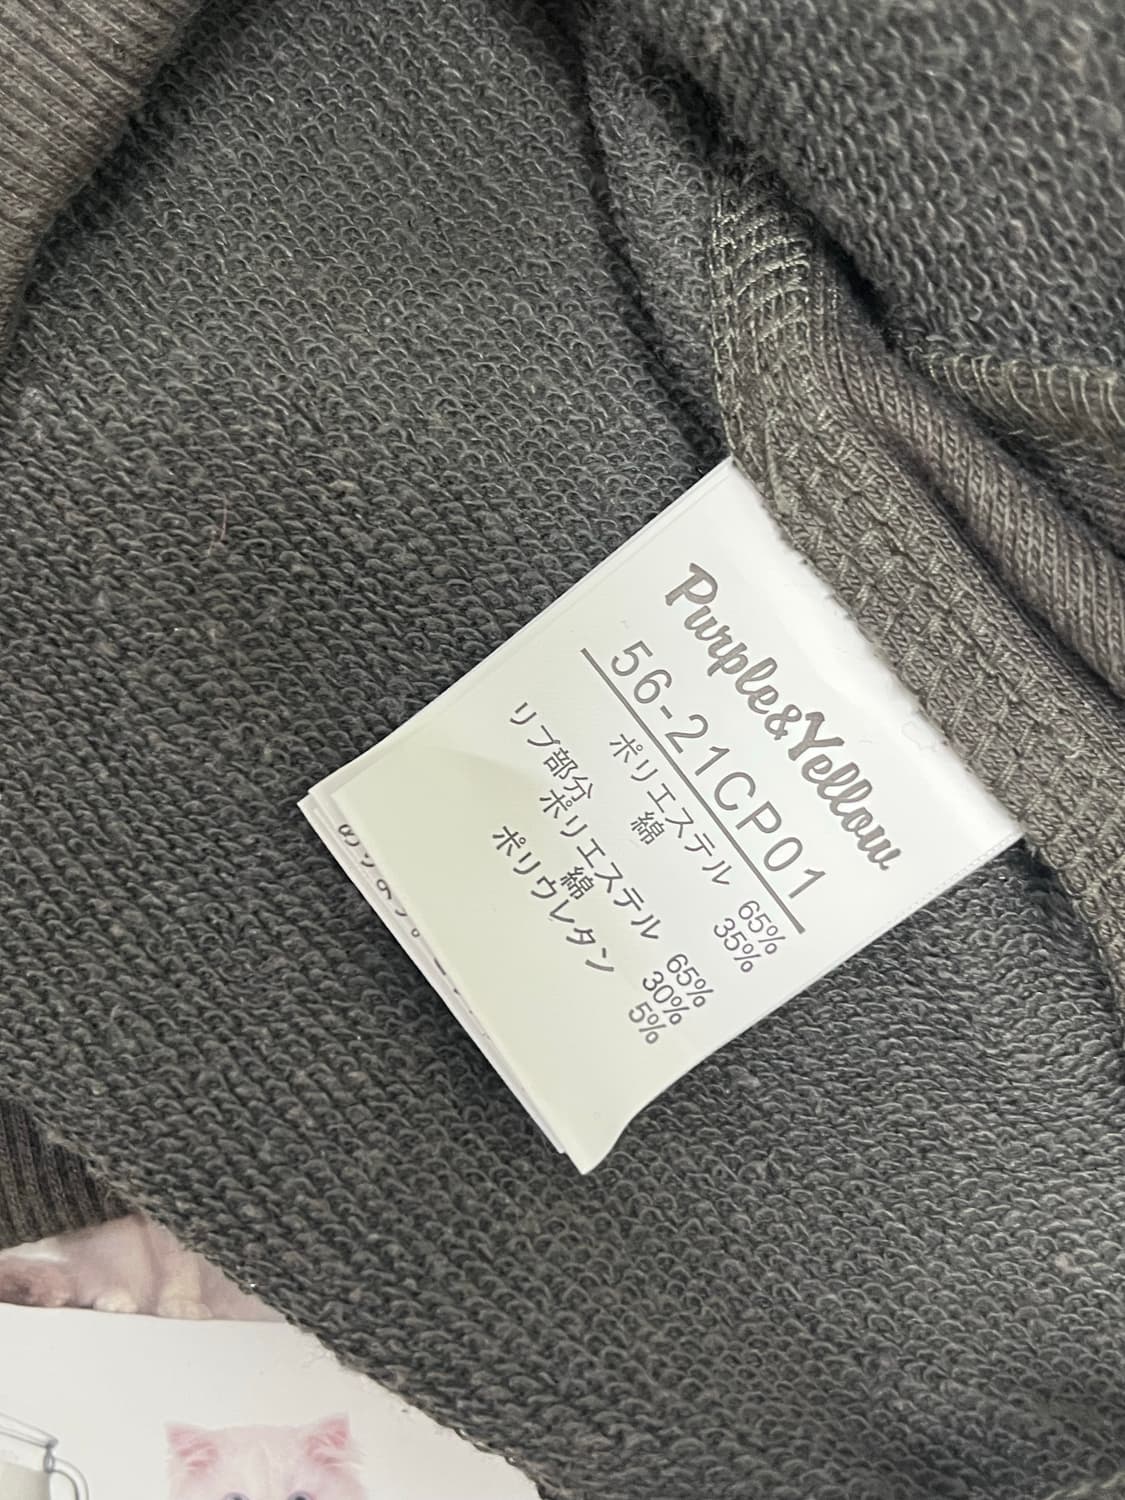 Purple&Yellow
56-21CP01
ポリエステル 65%
綿 35%
リブ部分
ポリエステル 65%
綿 30%
ポリウレタン 5%